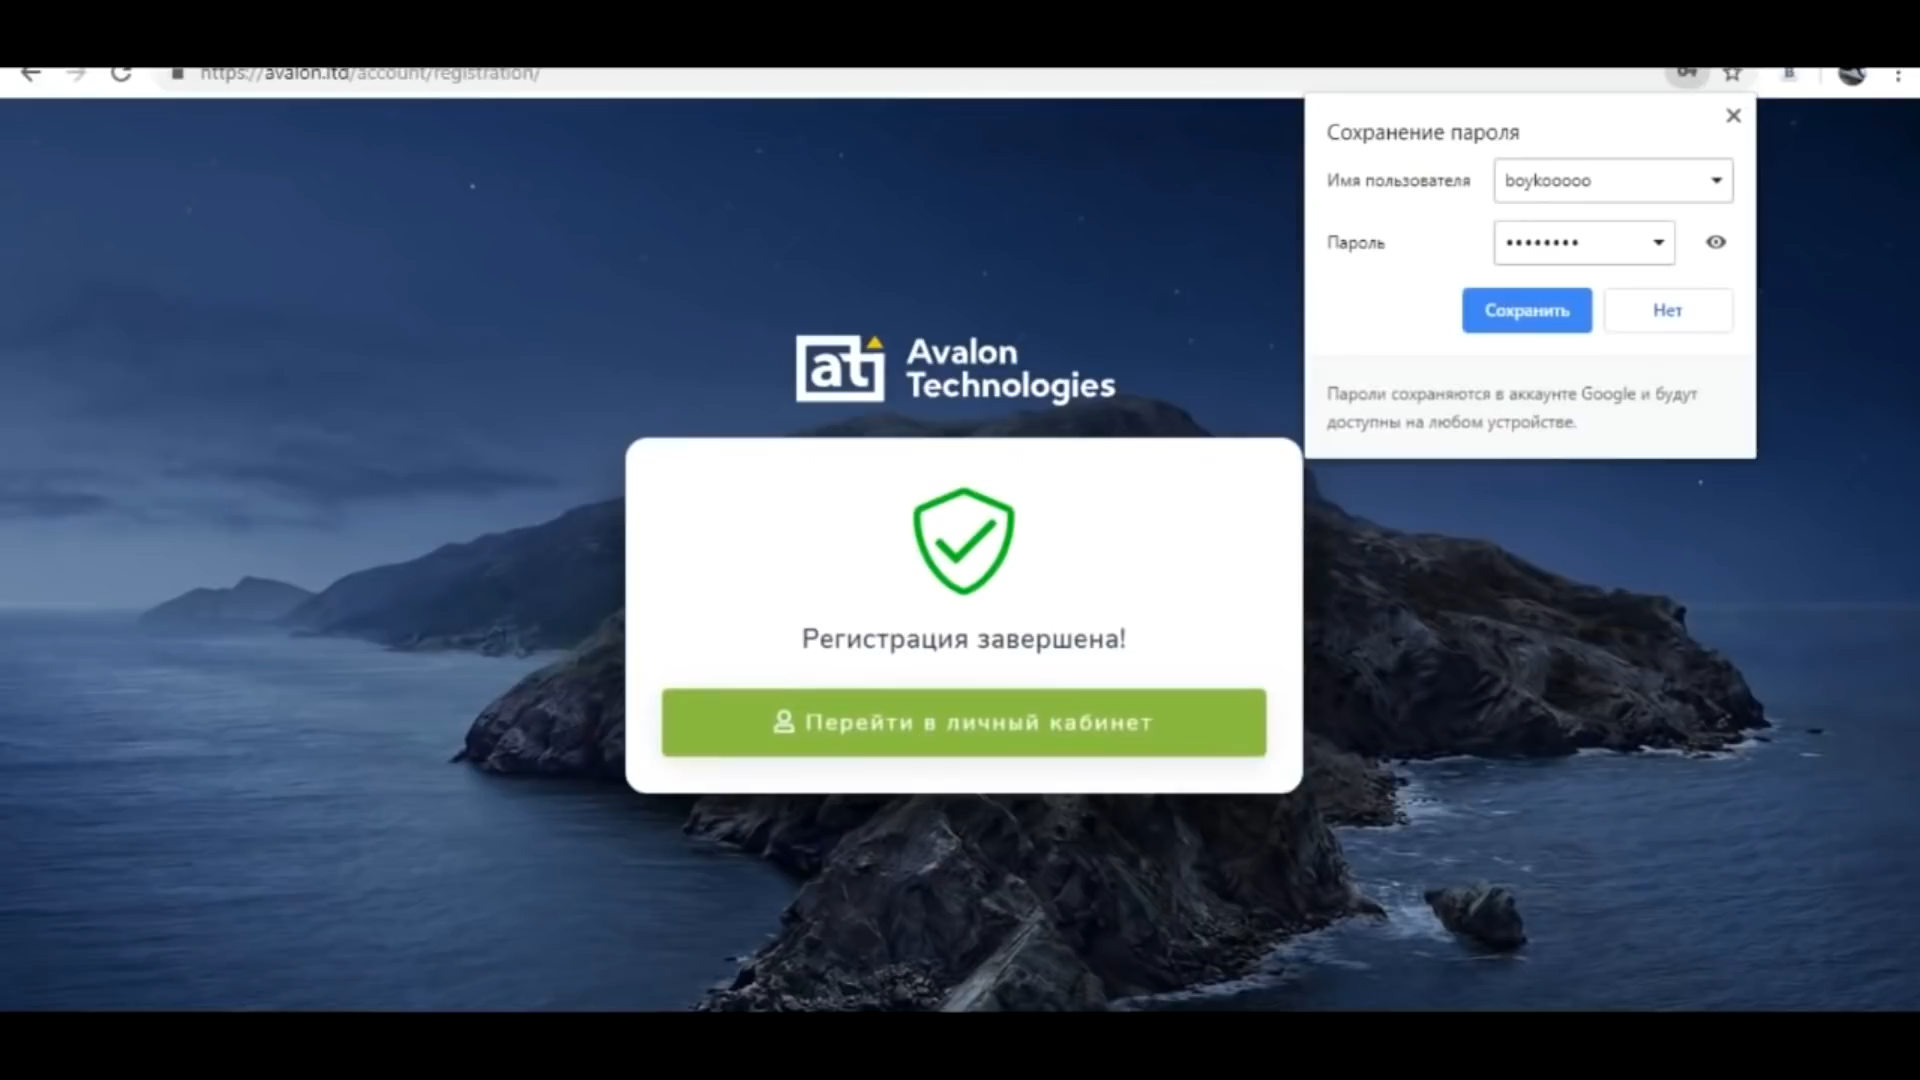 https://avalon.ltd/account/registration/
Сохранение пароля
Имя пользователя
boykooooo
Пароль
••••••••
Сохранить
Нет
Пароли сохраняются в аккаунте Google и будут
доступны на любом устройстве.
at
Avalon
Technologies
Регистрация завершена!
Перейти в личный кабинет